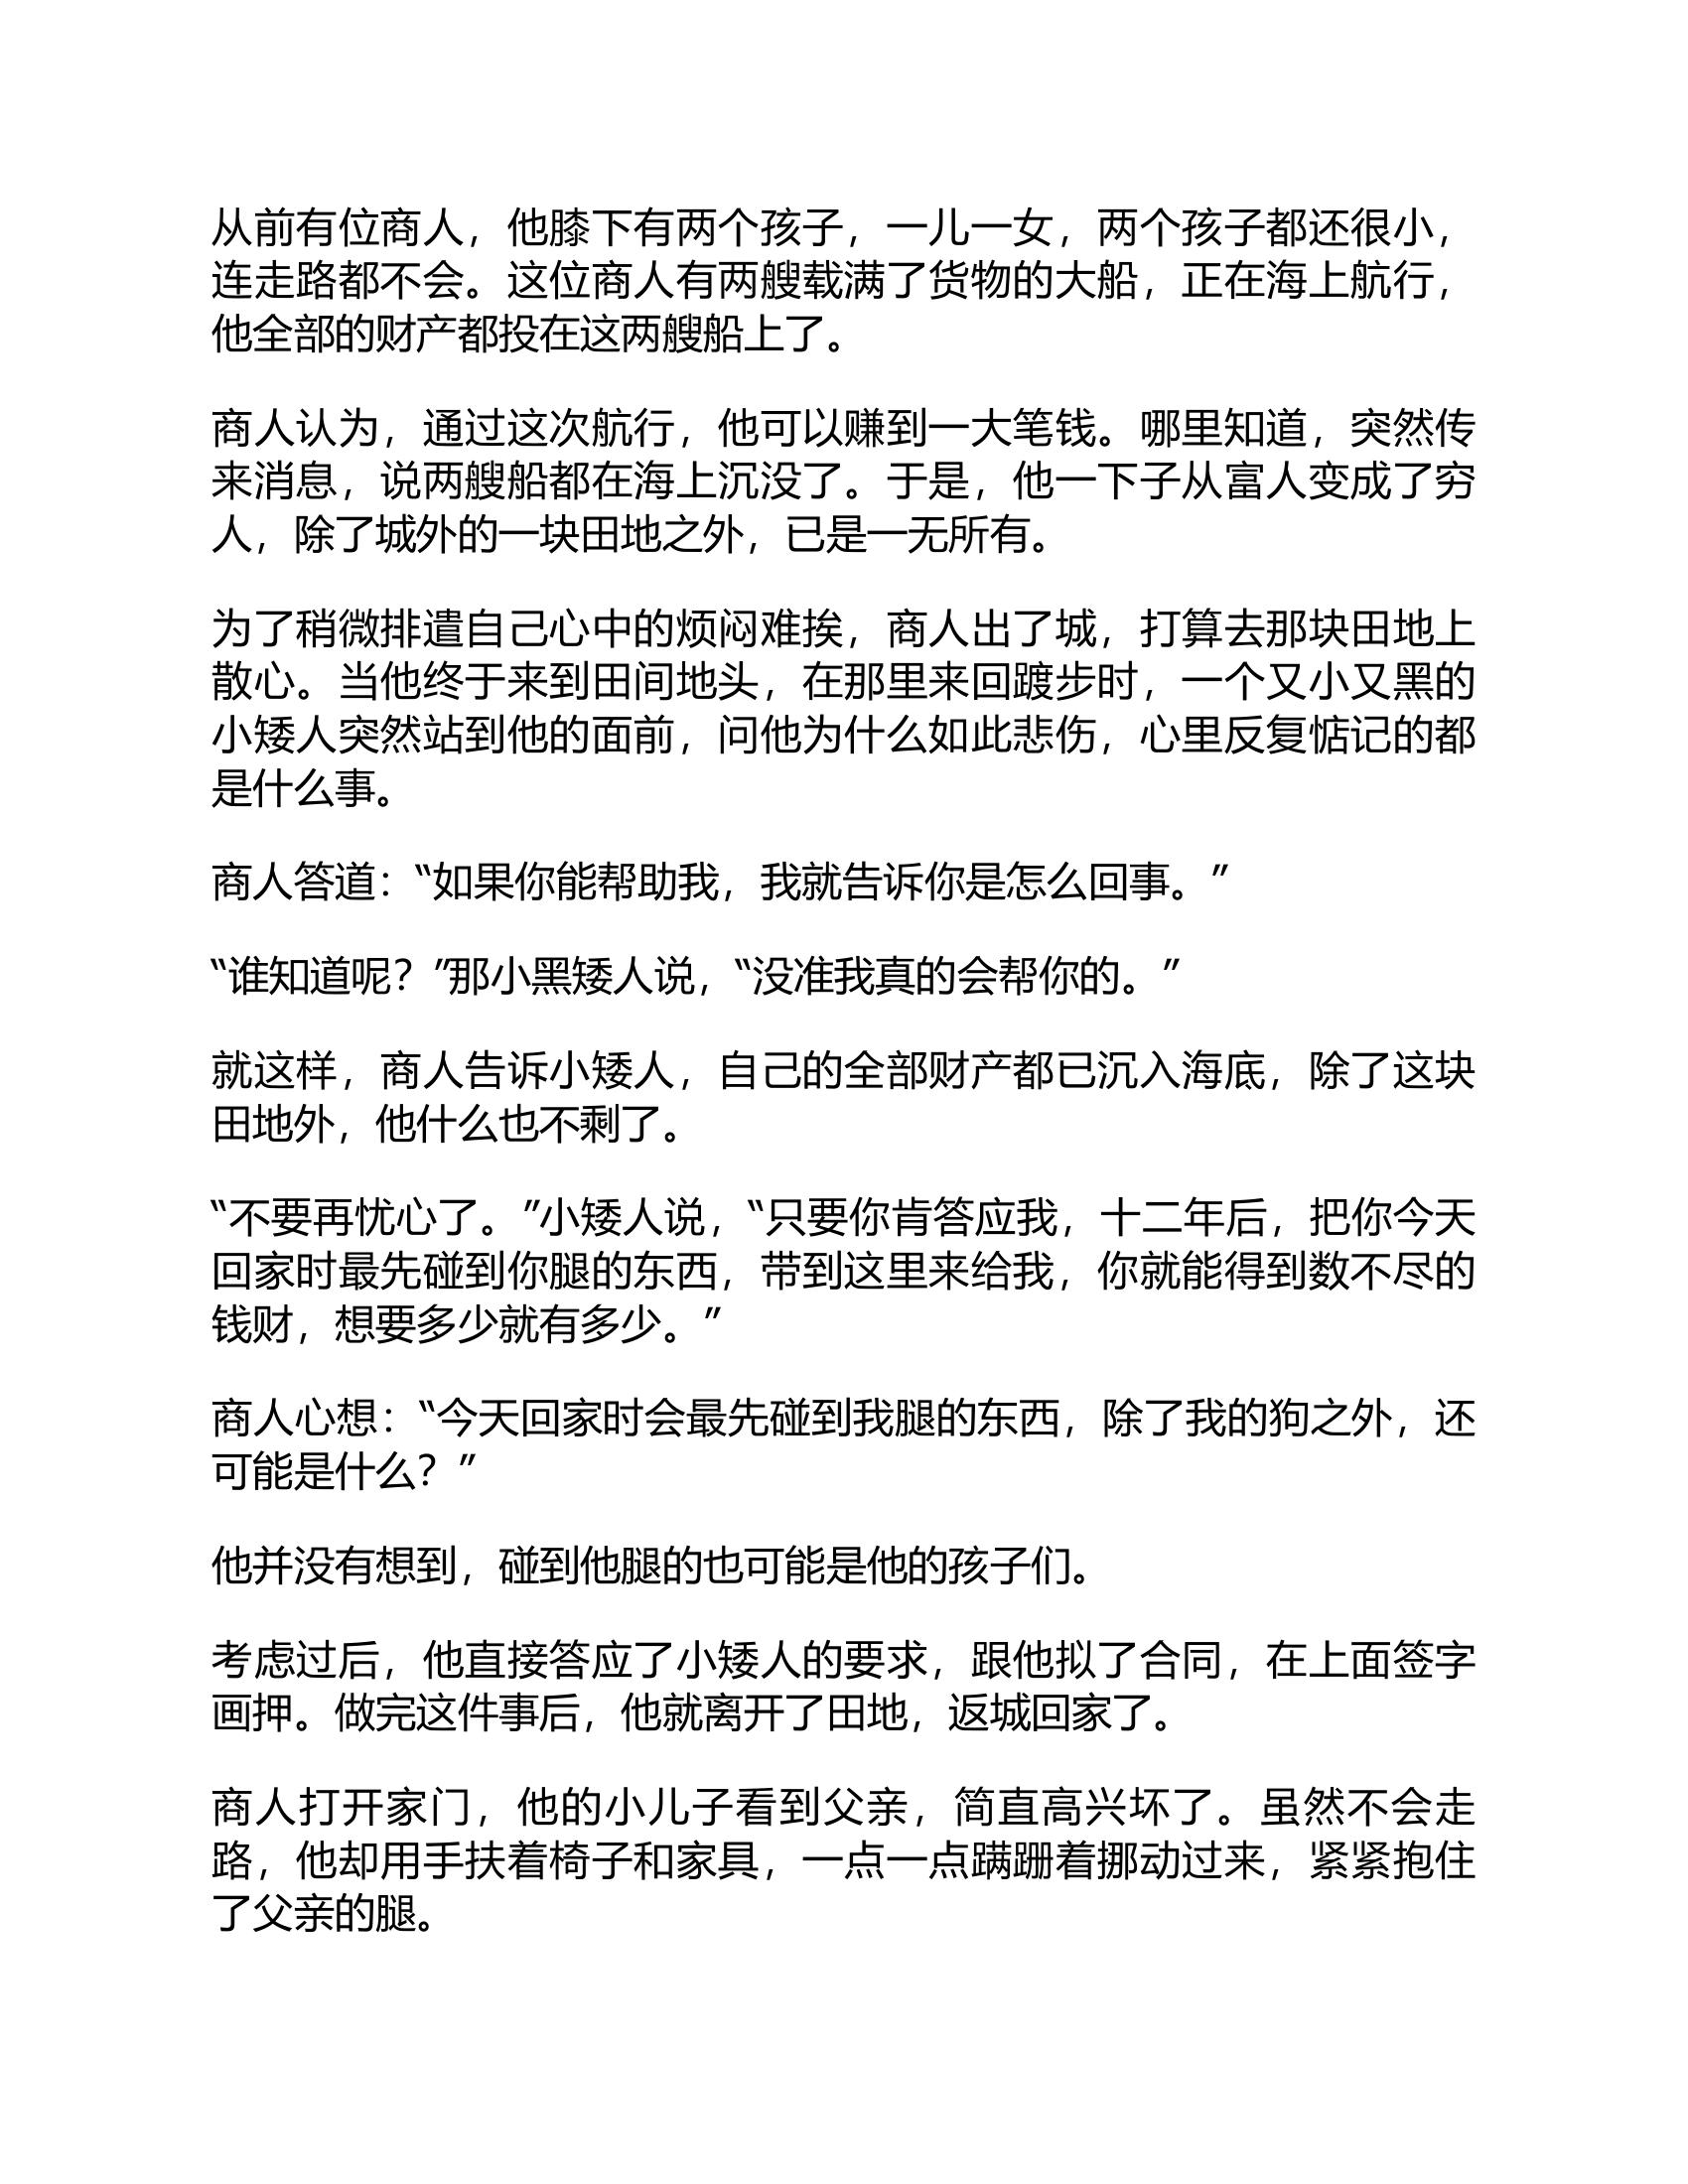 从前有位商人，他膝下有两个孩子，一儿一女，两个孩子都还很小，
连走路都不会。这位商人有两艘载满了货物的大船，正在海上航行，
他全部的财产都投在这两艘船上了。
商人认为，通过这次航行，他可以赚到一大笔钱。哪里知道，突然传
来消息，说两艘船都在海上沉没了。于是，他一下子从富人变成了穷
人，除了城外的一块田地之外，已是一无所有。
为了稍微排遣自己心中的烦闷难挨，商人出了城，打算去那块田地上
散心。当他终于来到田间地头，在那里来回踱步时，一个又小又黑的
小矮人突然站到他的面前，问他为什么如此悲伤，心里反复惦记的都
是什么事。
商人答道：“如果你能帮助我，我就告诉你是怎么回事。”
“谁知道呢？”那小黑矮人说，“没准我真的会帮你的。”
就这样，商人告诉小矮人，自己的全部财产都已沉入海底，除了这块
田地外，他什么也不剩了。
“不要再忧心了。”小矮人说，“只要你肯答应我，十二年后，把你今天
回家时最先碰到你腿的东西，带到这里来给我，你就能得到数不尽的
钱财，想要多少就有多少。”
商人心想：“今天回家时会最先碰到我腿的东西，除了我的狗之外，还
可能是什么？”
他并没有想到，碰到他腿的也可能是他的孩子们。
考虑过后，他直接答应了小矮人的要求，跟他拟了合同，在上面签字
画押。做完这件事后，他就离开了田地，返城回家了。
商人打开家门，他的小儿子看到父亲，简直高兴坏了。虽然不会走
路，他却用手扶着椅子和家具，一点一点蹒跚着挪动过来，紧紧抱住
了父亲的腿。